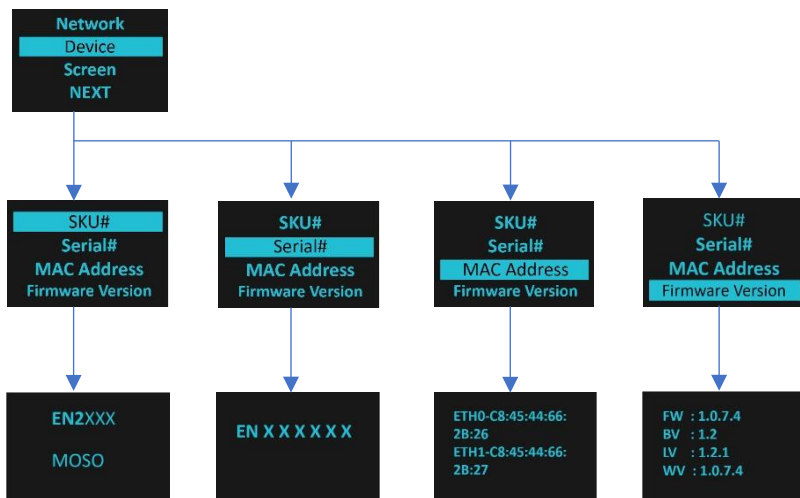 Network
Device
Screen
NEXT
SKU#
Serial#
MAC Address
Firmware Version
SKU#
Serial#
MAC Address
Firmware Version
SKU#
Serial#
MAC Address
Firmware Version
SKU#
Serial#
MAC Address
Firmware Version
EN2XXX
MOSO
EN X X X X X X
ETH0-C8:45:44:66:
2B:26
ETH1-C8:45:44:66:
2B:27
FW : 1.0.7.4
BV : 1.2
LV : 1.2.1
WV : 1.0.7.4